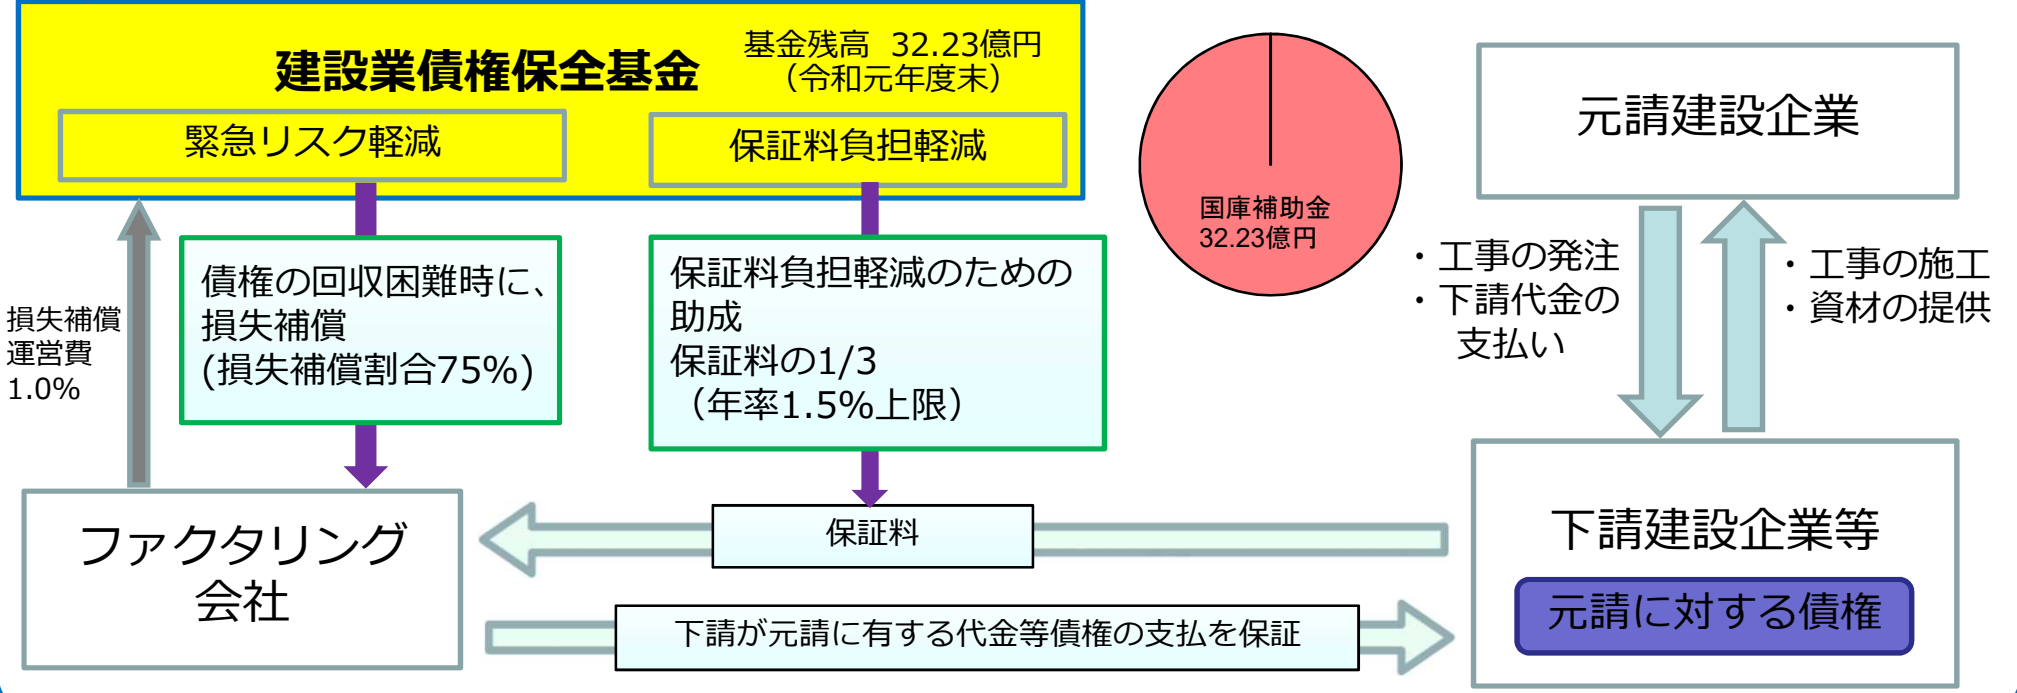 建設業債権保全基金
基金残高 32.23億円
（令和元年度末）
緊急リスク軽減
保証料負担軽減
国庫補助金
32.23億円
元請建設企業
損失補償
運営費
1.0%
債権の回収困難時に、
損失補償
(損失補償割合75%)
保証料負担軽減のための
助成
保証料の1/3
（年率1.5%上限）
・工事の発注
・下請代金の
支払い
・工事の施工
・資材の提供
ファクタリング
会社
保証料
下請が元請に有する代金等債権の支払を保証
下請建設企業等
元請に対する債権